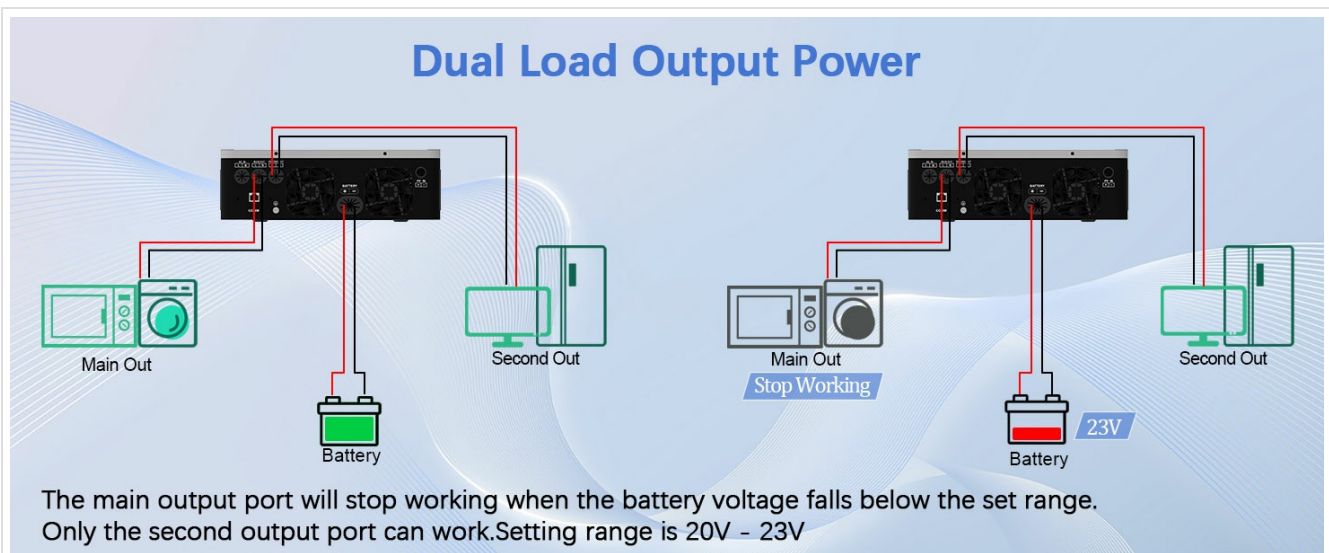 Dual Load Output Power
BATTERY
BATTERY
Main Out
Second Out
Main Out
Second Out
Stop Working
23V
Battery
Battery
The main output port will stop working when the battery voltage falls below the set range.
Only the second output port can work.Setting range is 20V - 23V